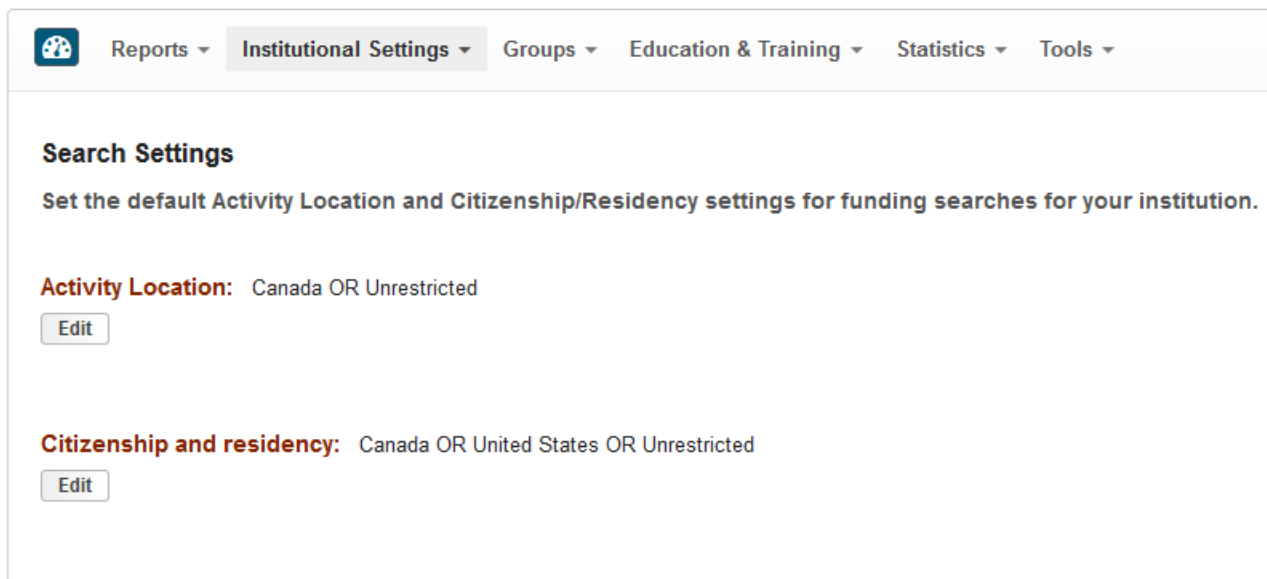 Reports Institutional Settings Groups Education & Training Statistics Tools
Search Settings
Set the default Activity Location and Citizenship/Residency settings for funding searches for your institution.
Activity Location: Canada OR Unrestricted
Edit
Citizenship and residency: Canada OR United States OR Unrestricted
Edit